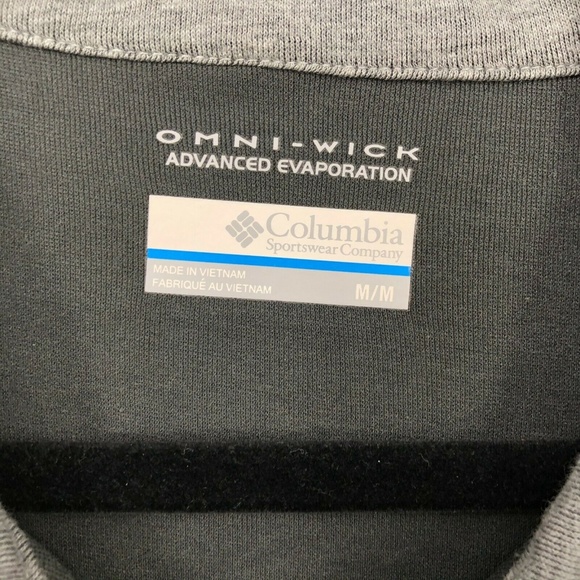 OMNI-WICK
ADVANCED EVAPORATION
Columbia
Sportswear Company
MADE IN VIETNAM
FABRIQUÉ AU VIETNAM
M/M